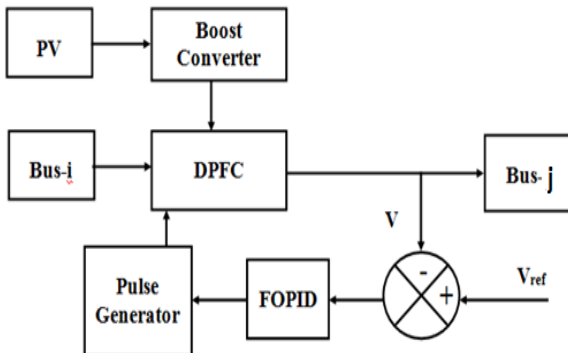 PV
Boost
Converter
Bus-i
DPFC
Bus- j
V
-
+
Vref
Pulse
Generator
FOPID